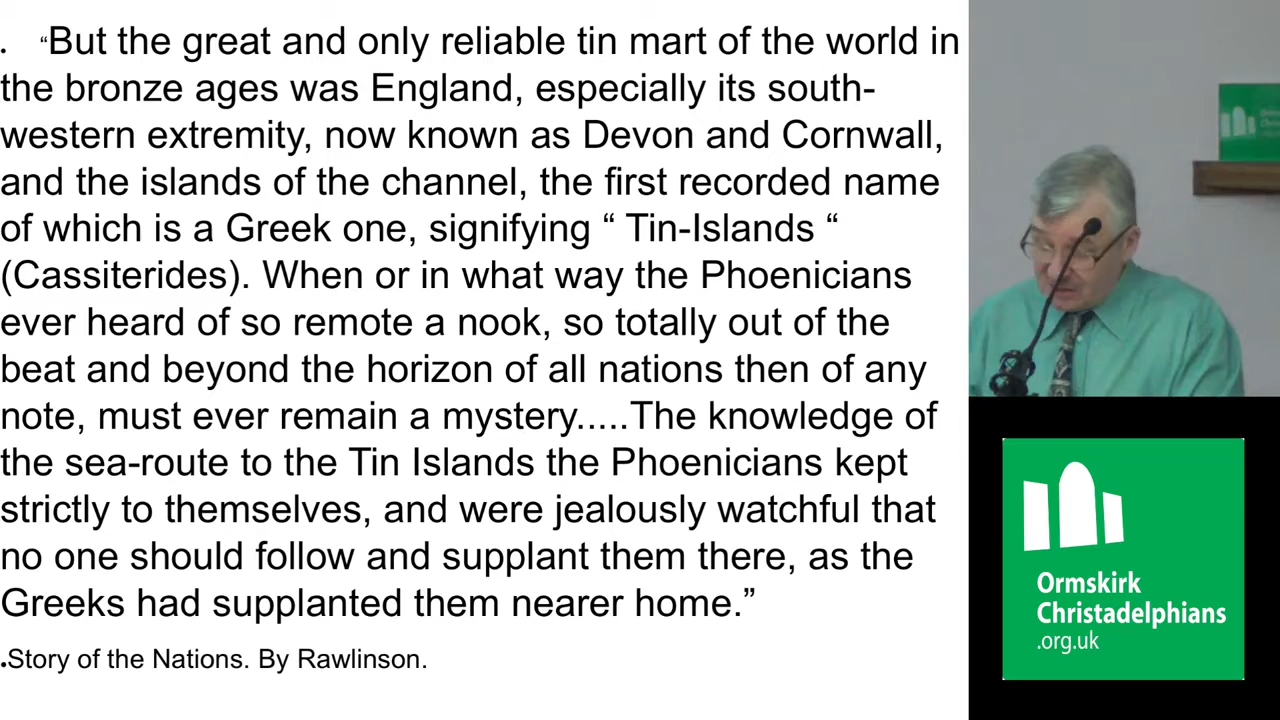 • “But the great and only reliable tin mart of the world in
the bronze ages was England, especially its south-
western extremity, now known as Devon and Cornwall,
and the islands of the channel, the first recorded name
of which is a Greek one, signifying “ Tin-Islands “
(Cassiterides). When or in what way the Phoenicians
ever heard of so remote a nook, so totally out of the
beat and beyond the horizon of all nations then of any
note, must ever remain a mystery.....The knowledge of
the sea-route to the Tin Islands the Phoenicians kept
strictly to themselves, and were jealously watchful that
no one should follow and supplant them there, as the
Greeks had supplanted them nearer home.”
•Story of the Nations. By Rawlinson.
Ormskirk
Christadelphians
.org.uk